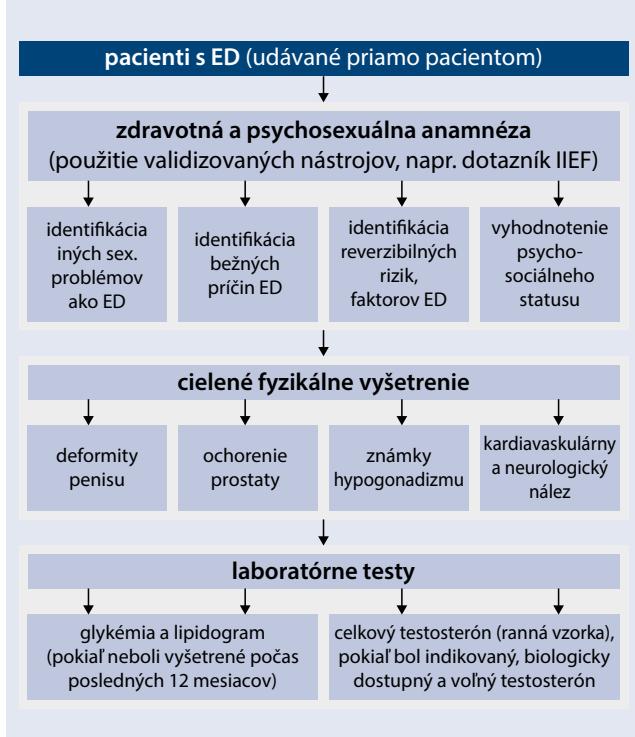 pacienti s ED (udávané priamo pacientom)
zdravotná a psychosexuálna anamnéza
(použitie validizovaných nástrojov, napr. dotazník IIEF)
identifikácia
iných sex.
problémov
ako ED
identifikácia
bežných
príčin ED
identifikácia
reverzibilných
rizik,
faktorov ED
vyhodnotenie
psycho-
sociálneho
statusu
cielené fyzikálne vyšetrenie
deformity
penisu
ochorenie
prostaty
známky
hypogonadizmu
kardiavaskulárny
a neurologický
nález
laboratórne testy
glykémia a lipidogram
(pokiaľ neboli vyšetrené počas
posledných 12 mesiacov)
celkový testosterón (ranná vzorka),
pokiaľ bol indikovaný, biologicky
dostupný a voľný testosterón